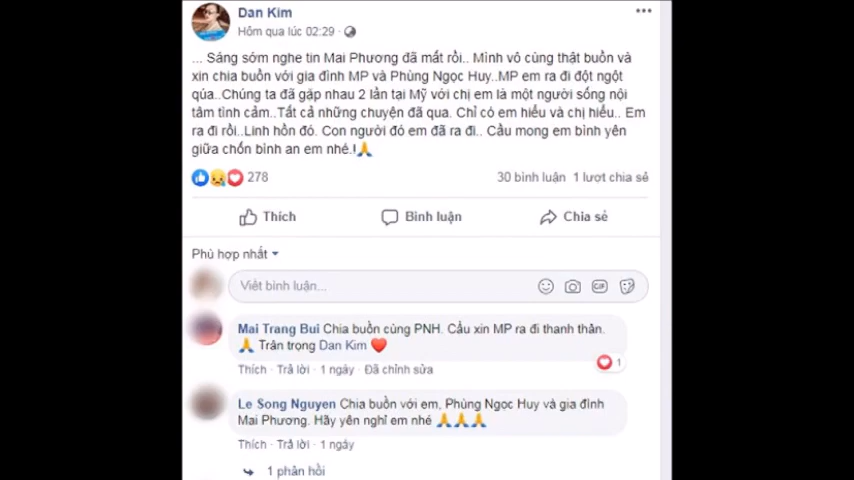 Dan Kim
Hôm qua lúc 02:29 ·
... Sáng sớm nghe tin Mai Phương đã mất rồi.. Mình vô cùng thật buồn và
xin chia buồn với gia đình MP và Phùng Ngọc Huy..MP em ra đi đột ngột
qúa..Chúng ta đã gặp nhau 2 lần tại Mỹ với chị em là một người sống nội
tâm tình cảm..Tất cả những chuyện đã qua. Chỉ có em hiểu và chị hiểu.. Em
ra đi rồi..Linh hồn đó. Con người đó em đã ra đi.. Cầu mong em bình yên
giữa chốn bình an em nhé.!🙏
278
30 bình luận 1 lượt chia sẻ
Thích Bình luận Chia sẻ
Phù hợp nhất
Viết bình luận...
GIF
Mai Trang Bui Chia buồn cùng PNH. Cầu xin MP ra đi thanh thản.
🙏 Trân trọng Dan Kim ❤️
1
Thích · Trả lời · 1 ngày · Đã chỉnh sửa
Le Song Nguyen Chia buồn với em, Phùng Ngọc Huy và gia đình
Mai Phương. Hãy yên nghỉ em nhé 🙏🙏🙏
Thích · Trả lời · 1 ngày
1 phản hồi